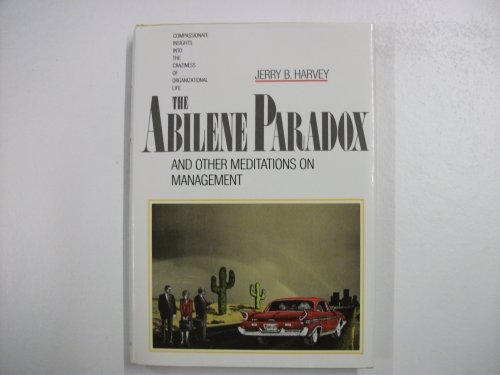 COMPASSIONATE
INSIGHTS
INTO
THE
CRAZINESS
OF
ORGANIZATIONAL
LIFE
JERRY B. HARVEY
THE
ABILENE PARADOX
AND OTHER MEDITATIONS ON
MANAGEMENT